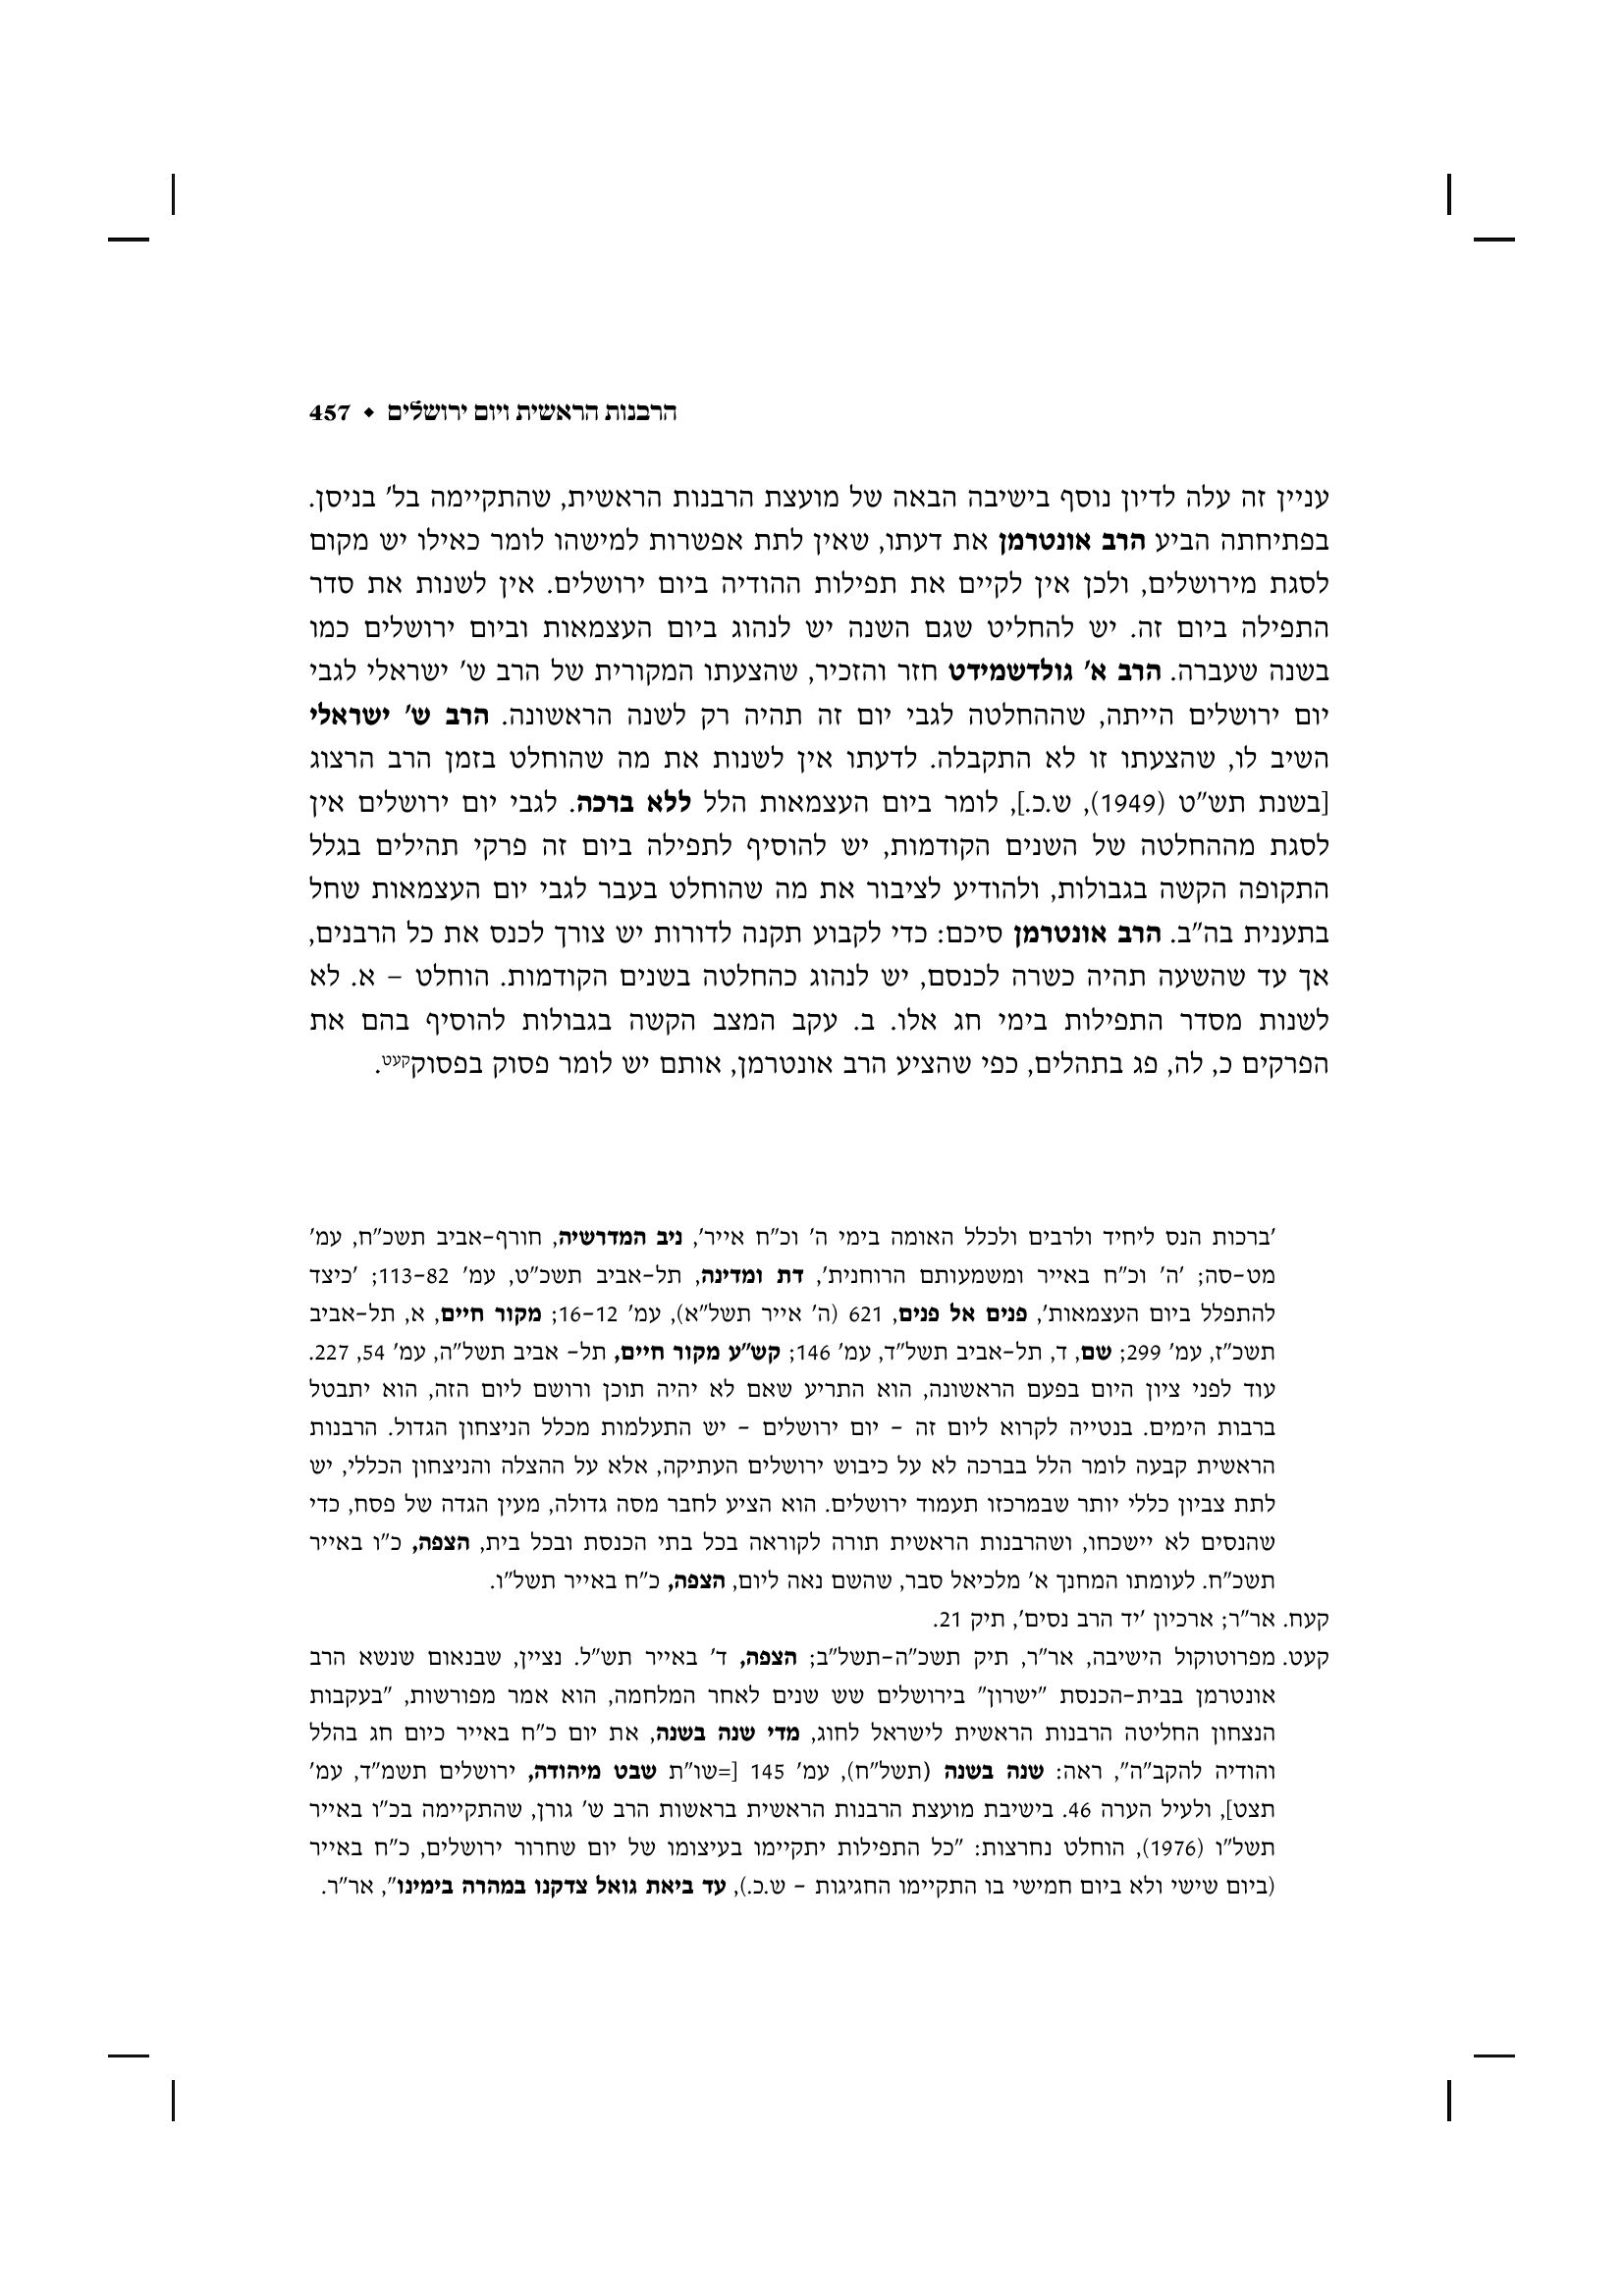 הרבנות הראשית ויום ירושלים ◆ 457
עניין זה עלה לדיון נוסף בישיבה הבאה של מועצת הרבנות הראשית, שהתקיימה בל' בניסן.
בפתיחתה הביע הרב אונטרמן את דעתו, שאין לתת אפשרות למישהו לומר כאילו יש מקום
לסגת מירושלים, ולכן אין לקיים את תפילות ההודיה ביום ירושלים. אין לשנות את סדר
התפילה ביום זה. יש להחליט שגם השנה יש לנהוג ביום העצמאות וביום ירושלים כמו
בשנה שעברה. הרב א' גולדשמידט חזר והזכיר, שהצעתו המקורית של הרב ש' ישראלי לגבי
יום ירושלים הייתה, שההחלטה לגבי יום זה תהיה רק לשנה הראשונה. הרב ש' ישראלי
השיב לו, שהצעתו זו לא התקבלה. לדעתו אין לשנות את מה שהוחלט בזמן הרב הרצוג
[בשנת תש"ט (1949), ש.כ.], לומר ביום העצמאות הלל ללא ברכה. לגבי יום ירושלים אין
לסגת מההחלטה של השנים הקודמות, יש להוסיף לתפילה ביום זה פרקי תהילים בגלל
התקופה הקשה בגבולות, ולהודיע לציבור את מה שהוחלט בעבר לגבי יום העצמאות שחל
בתענית בה"ב. הרב אונטרמן סיכם: כדי לקבוע תקנה לדורות יש צורך לכנס את כל הרבנים,
אך עד שהשעה תהיה כשרה לכנסם, יש לנהוג כהחלטה בשנים הקודמות. הוחלט – א. לא
לשנות מסדר התפילות בימי חג אלו. ב. עקב המצב הקשה בגבולות להוסיף בהם את
הפרקים כ, לה, פג בתהלים, כפי שהציע הרב אונטרמן, אותם יש לומר פסוק בפסוקקעט.
'ברכות הנס ליחיד ולרבים ולכלל האומה בימי ה' וכ"ח אייר', ניב המדרשיה, חורף-אביב תשכ"ח, עמ'
מט-סה; 'ה' וכ"ח באייר ומשמעותם הרוחנית', דת ומדינה, תל-אביב תשכ"ט, עמ' 113-82; 'כיצד
להתפלל ביום העצמאות', פנים אל פנים, 621 (ה' אייר תשל"א), עמ' 16-12; מקור חיים, א, תל-אביב
תשכ"ז, עמ' 299; שם, ד, תל-אביב תשל"ד, עמ' 146; קש"ע מקור חיים, תל- אביב תשל"ה, עמ' 54, 227.
עוד לפני ציון היום בפעם הראשונה, הוא התריע שאם לא יהיה תוכן ורושם ליום הזה, הוא יתבטל
ברבות הימים. בנטייה לקרוא ליום זה - יום ירושלים - יש התעלמות מכלל הניצחון הגדול. הרבנות
הראשית קבעה לומר הלל בברכה לא על כיבוש ירושלים העתיקה, אלא על ההצלה והניצחון הכללי, יש
לתת צביון כללי יותר שבמרכזו תעמוד ירושלים. הוא הציע לחבר מסה גדולה, מעין הגדה של פסח, כדי
שהנסים לא יישכחו, ושהרבנות הראשית תורה לקוראה בכל בתי הכנסת ובכל בית, הצפה, כ"ו באייר
תשכ"ח. לעומתו המחנך א' מלכיאל סבר, שהשם נאה ליום, הצפה, כ"ח באייר תשל"ו.
קעח. אר"ר; ארכיון 'יד הרב נסים', תיק 21.
קעט. מפרוטוקול הישיבה, אר"ר, תיק תשכ"ה-תשל"ב; הצפה, ד' באייר תש"ל. נציין, שבנאום שנשא הרב
אונטרמן בבית-הכנסת "ישרון" בירושלים שש שנים לאחר המלחמה, הוא אמר מפורשות, "בעקבות
הנצחון החליטה הרבנות הראשית לישראל לחוג, מדי שנה בשנה, את יום כ"ח באייר כיום חג בהלל
והודיה להקב"ה", ראה: שנה בשנה (תשל"ח), עמ' 145 [=שו"ת שבט מיהודה, ירושלים תשמ"ד, עמ'
תצט], ולעיל הערה 46. בישיבת מועצת הרבנות הראשית בראשות הרב ש' גורן, שהתקיימה בכ"ו באייר
תשל"ו (1976), הוחלט נחרצות: "כל התפילות יתקיימו בעיצומו של יום שחרור ירושלים, כ"ח באייר
(ביום שישי ולא ביום חמישי בו התקיימו החגיגות - ש.כ.), עד ביאת גואל צדקנו במהרה בימינו", אר"ר.